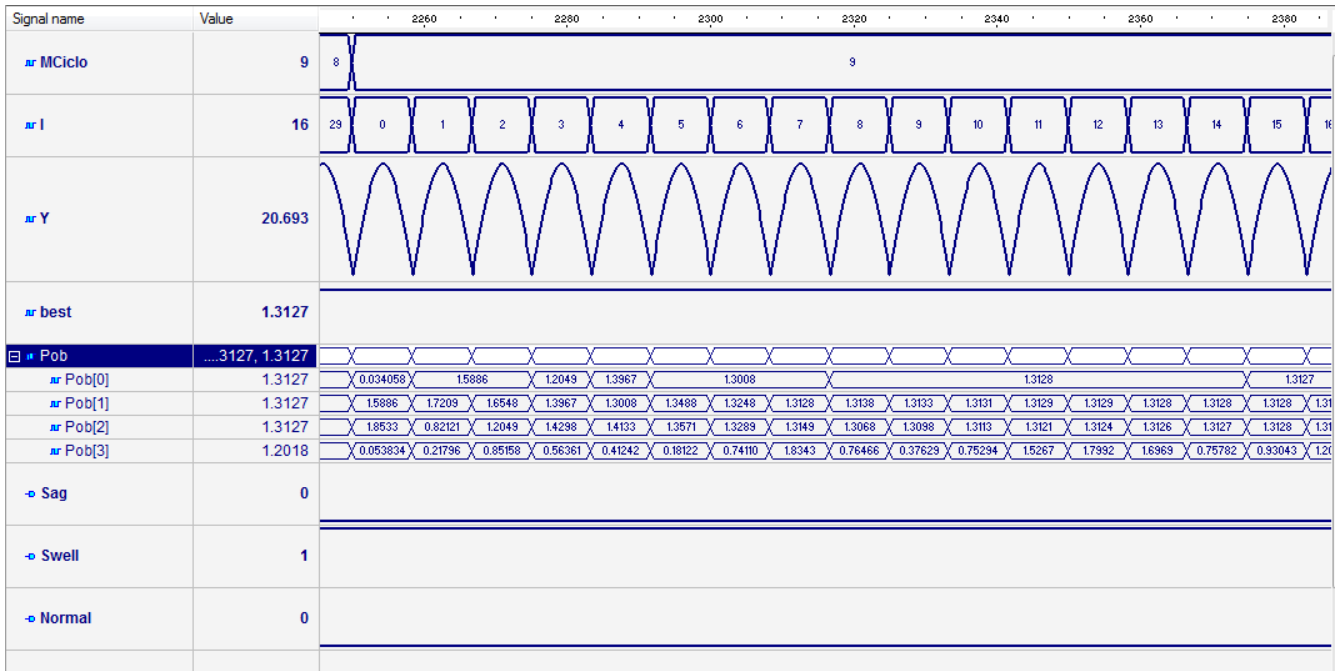 Signal name Value 2260 2280 2300 2320 2340 2360 2380
MCiclo 9 8 9
I 16 29 0 1 2 3 4 5 6 7 8 9 10 11 12 13 14 15 16
Y 20.693
best 1.3127
Pob ....3127, 1.3127
Pob[0] 1.3127 0.034058 1.5886 1.2049 1.3967 1.3008 1.3128 1.3127
Pob[1] 1.3127 1.5886 1.7209 1.6548 1.3967 1.3008 1.3488 1.3248 1.3128 1.3138 1.3133 1.3131 1.3129 1.3129 1.3128 1.3128 1.3128 1.31
Pob[2] 1.3127 1.8533 0.82121 1.2049 1.4298 1.4133 1.3571 1.3289 1.3149 1.3068 1.3098 1.3113 1.3121 1.3124 1.3126 1.3127 1.3128 1.31
Pob[3] 1.2018 0.053834 0.21796 0.85158 0.56361 0.41242 0.18122 0.74110 1.8343 0.76466 0.37629 0.75294 1.5267 1.7992 1.6969 0.75782 0.93043 1.20
Sag 0
Swell 1
Normal 0